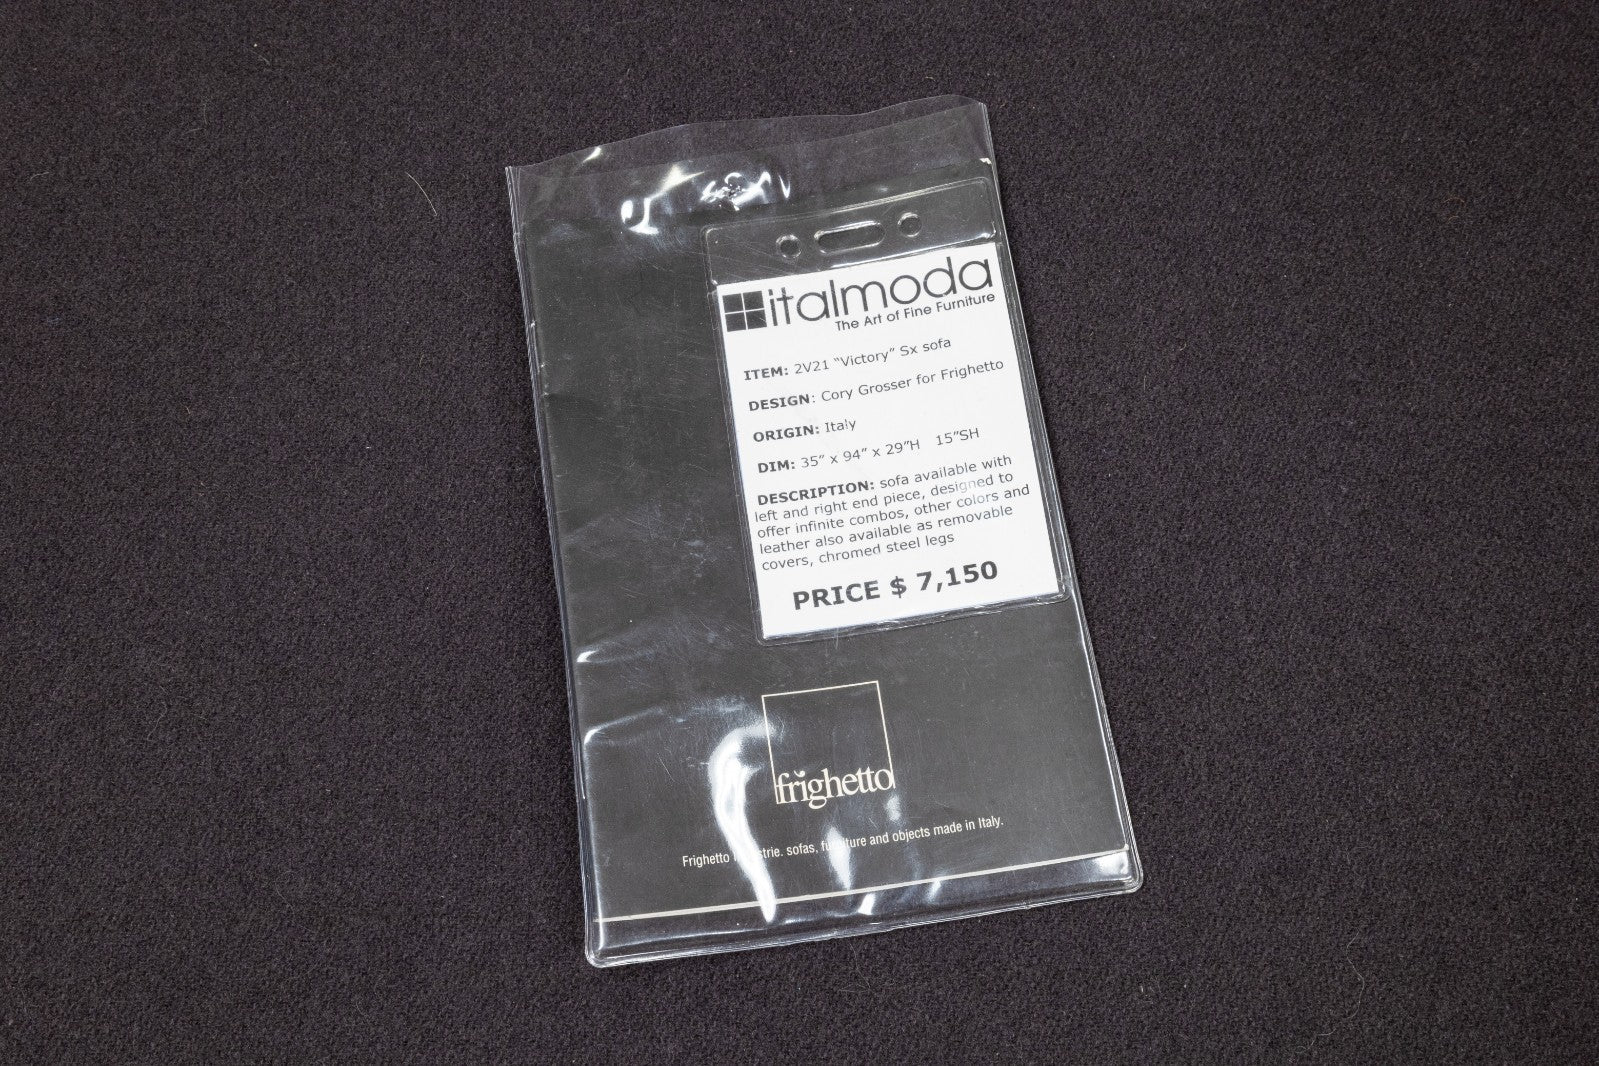 italmoda
The Art of Fine Furniture
ITEM: 2V21 “Victory” Sx sofa
DESIGN: Cory Grosser for Frighetto
ORIGIN: Italy
DIM: 35” x 94” x 29”H 15”SH
DESCRIPTION: sofa available with
left and right end piece, designed to
offer infinite combos, other colors and
leather also available as removable
covers, chromed steel legs
PRICE $ 7,150
frighetto
Frighetto sofas, furniture and objects made in Italy.